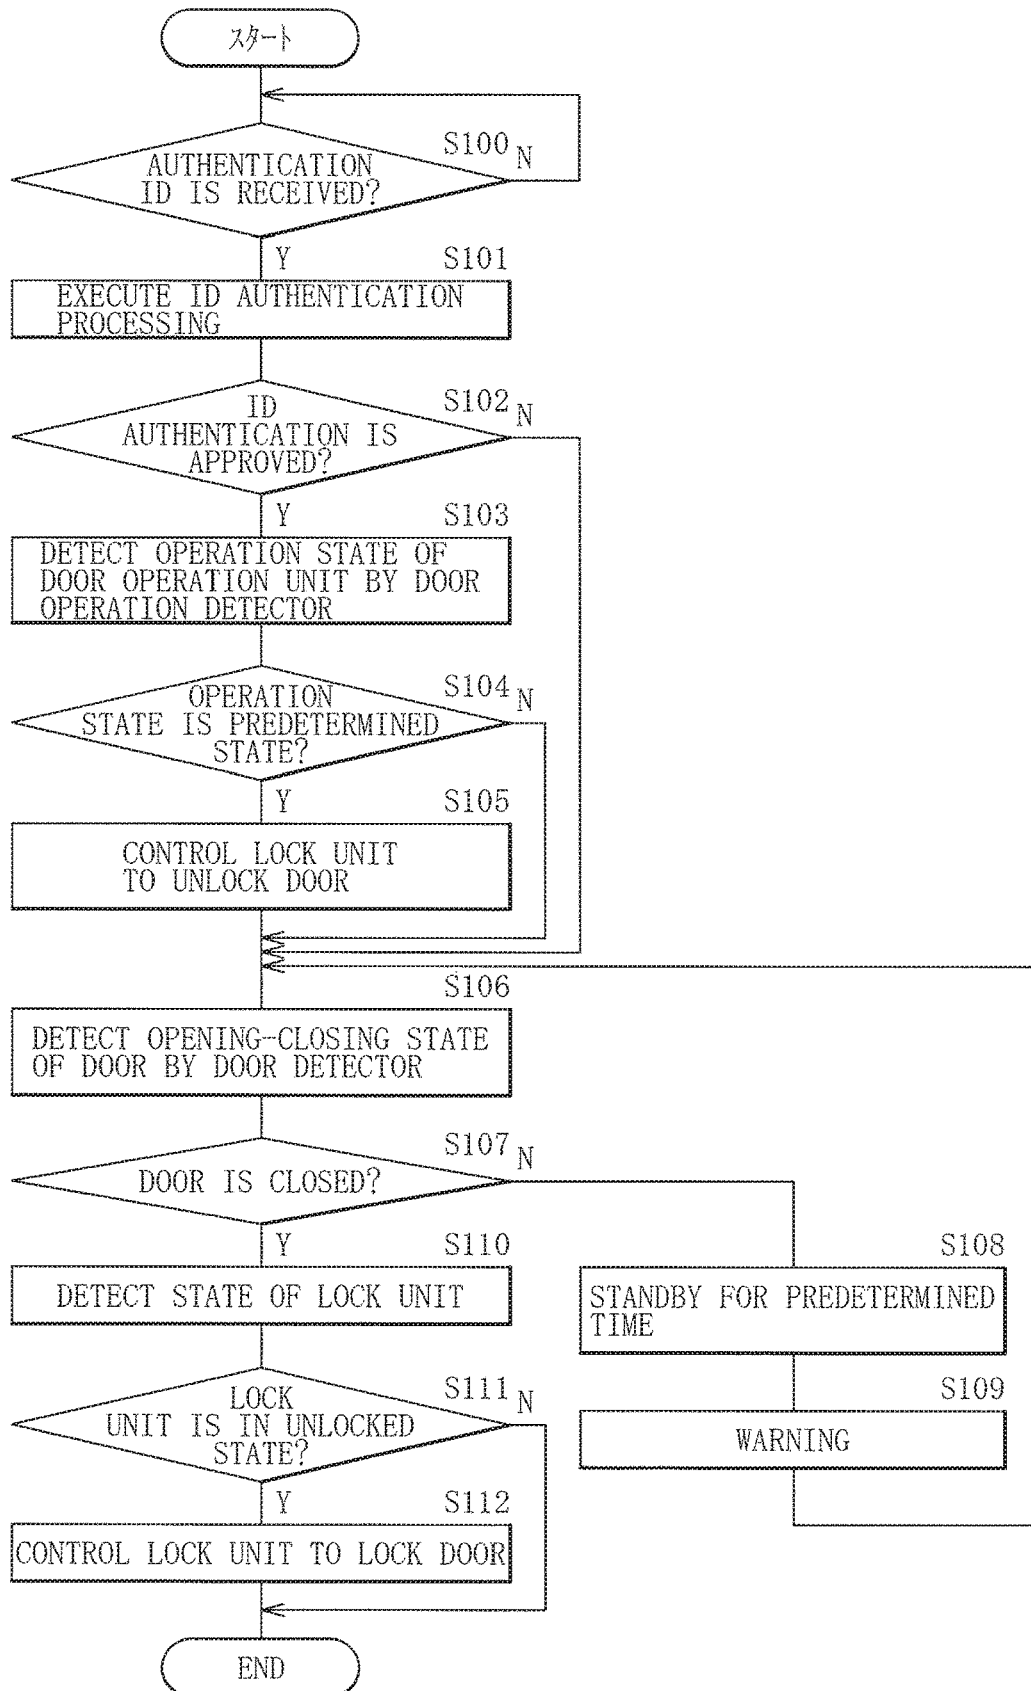 スタート
S100
N
AUTHENTICATION
ID IS RECEIVED?
Y
S101
EXECUTE ID AUTHENTICATION
PROCESSING
S102
N
ID
AUTHENTICATION IS
APPROVED?
Y
S103
DETECT OPERATION STATE OF
DOOR OPERATION UNIT BY DOOR
OPERATION DETECTOR
S104
N
OPERATION
STATE IS PREDETERMINED
STATE?
Y
S105
CONTROL LOCK UNIT
TO UNLOCK DOOR
S106
DETECT OPENING-CLOSING STATE
OF DOOR BY DOOR DETECTOR
S107
N
DOOR IS CLOSED?
Y
S110
DETECT STATE OF LOCK UNIT
S108
STANDBY FOR PREDETERMINED
TIME
S109
WARNING
S111
N
LOCK
UNIT IS IN UNLOCKED
STATE?
Y
S112
CONTROL LOCK UNIT TO LOCK DOOR
END